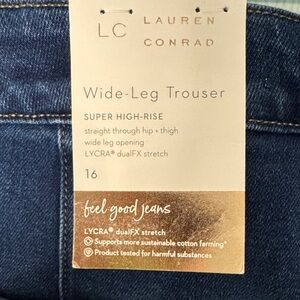 LC LAUREN
CONRAD
Wide-Leg Trouser
SUPER HIGH-RISE
straight through hip + thigh
wide leg opening
LYCRA® dualFX stretch
16
feel good jeans
LYCRA® dualFX stretch
Supports more sustainable cotton farming*
Product tested for harmful substances